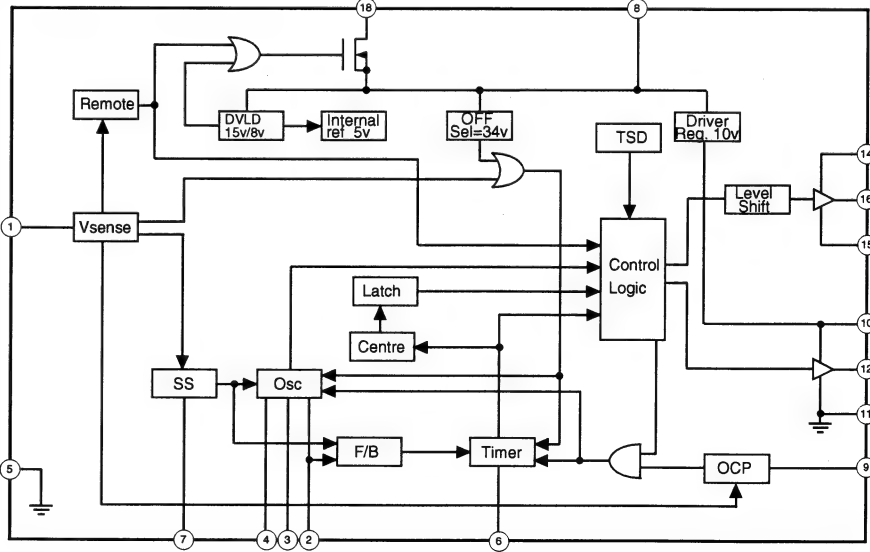 18
8
Remote
DVLD
15v/8v
Internal
ref 5v
OFF
Sel=34v
Driver
Reg. 10v
TSD
14
1
Vsense
Level
Shift
16
15
Control
Logic
Latch
Centre
10
12
SS
Osc
11
F/B
Timer
OCP
5
9
7
4
3
2
6